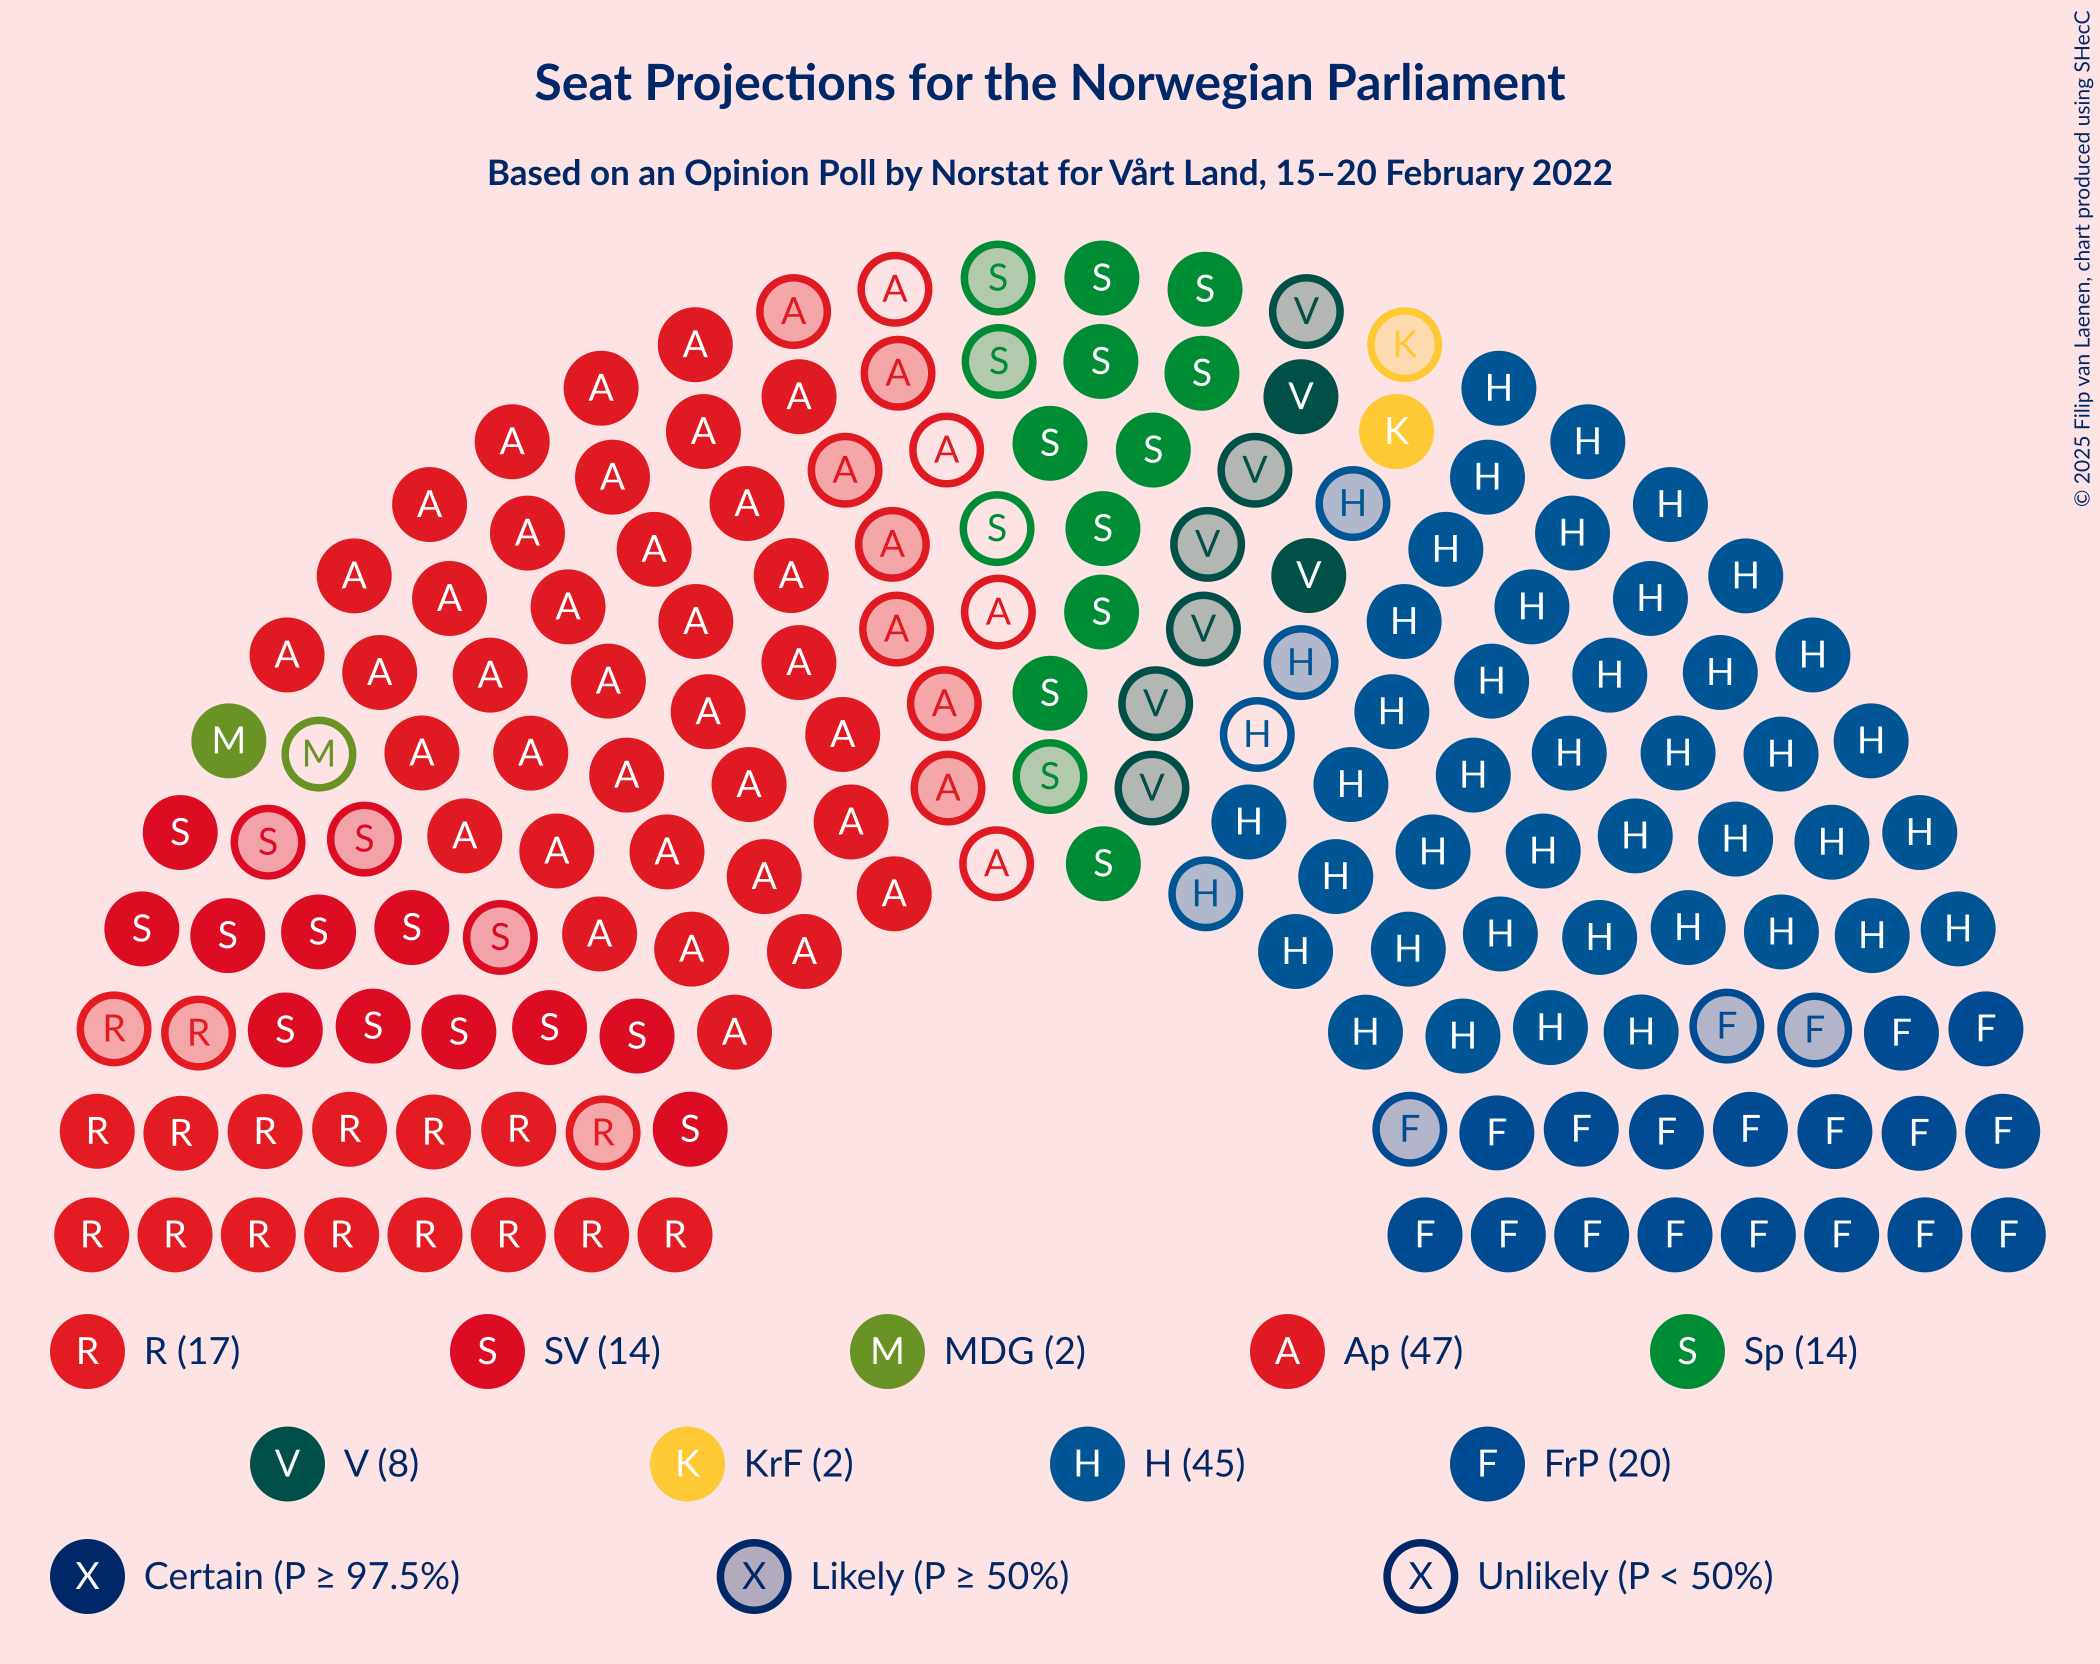 Seat Projections for the Norwegian Parliament
Based on an Opinion Poll by Norstat for Vårt Land, 15–20 February 2022
© 2025 Filip van Laenen, chart produced using SHecC
A A S S S V K
A A A S S S V K H H
A A A A A S S V H H H H
A A A A A S S V V H H H H
A A A A A A A S V H H H H H
A A A A A A A S V H H H H H H
M M A A A A A A S V H H H H H H H
S S S A A A A A A A S H H H H H H H H H
S S S S S A A A H H H H H H H H
R R S S S S S A H H H H F F F F
R R R R R R R S F F F F F F F F
R R R R R R R R F F F F F F F F
R R (17) S SV (14) M MDG (2) A Ap (47) S Sp (14)
V V (8) K KrF (2) H H (45) F FrP (20)
X Certain (P ≥ 97.5%) X Likely (P ≥ 50%) X Unlikely (P < 50%)